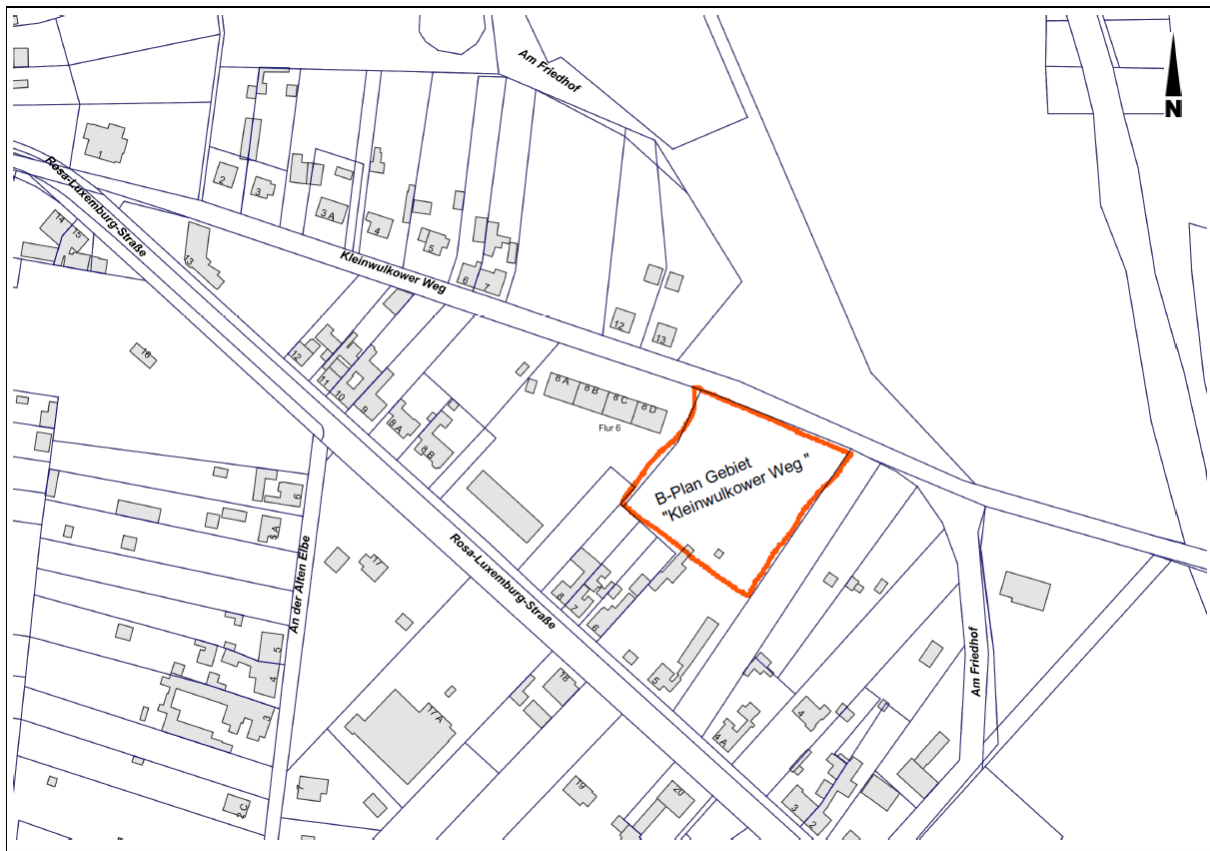 Am Friedhof
N
1
Rosa-Luxemburg-Straße
2
3
3 A
4
5
6
7
14
15
13
Kleinwulkower Weg
12
13
16
12
11
10
9
8 A
8 B
8 A
8 B
8 C
8 D
Flur 6
B-Plan Gebiet
"Kleinwulkower Weg "
6
5 A
An der Alten Elbe
17
Rosa-Luxemburg-Straße
8
7
6
5
5
4
3
18
17 A
4 A
4
Am Friedhof
7
2 C
19
20
3
2